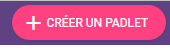 + CRÉER UN PADLET